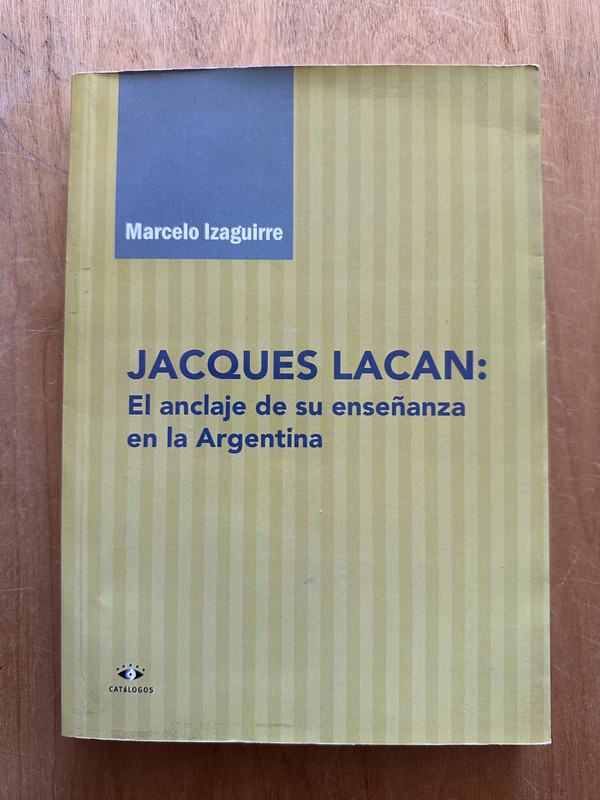 Marcelo Izaguirre
JACQUES LACAN:
El anclaje de su enseñanza
en la Argentina
CATÁLOGOS